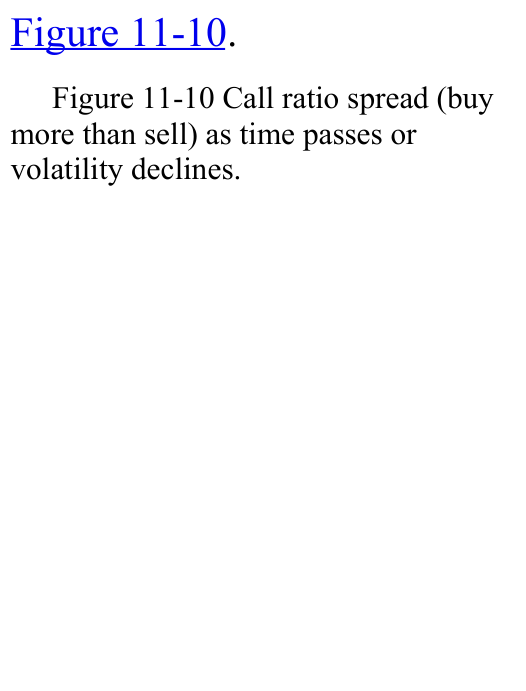 Figure 11-10.
Figure 11-10 Call ratio spread (buy
more than sell) as time passes or
volatility declines.